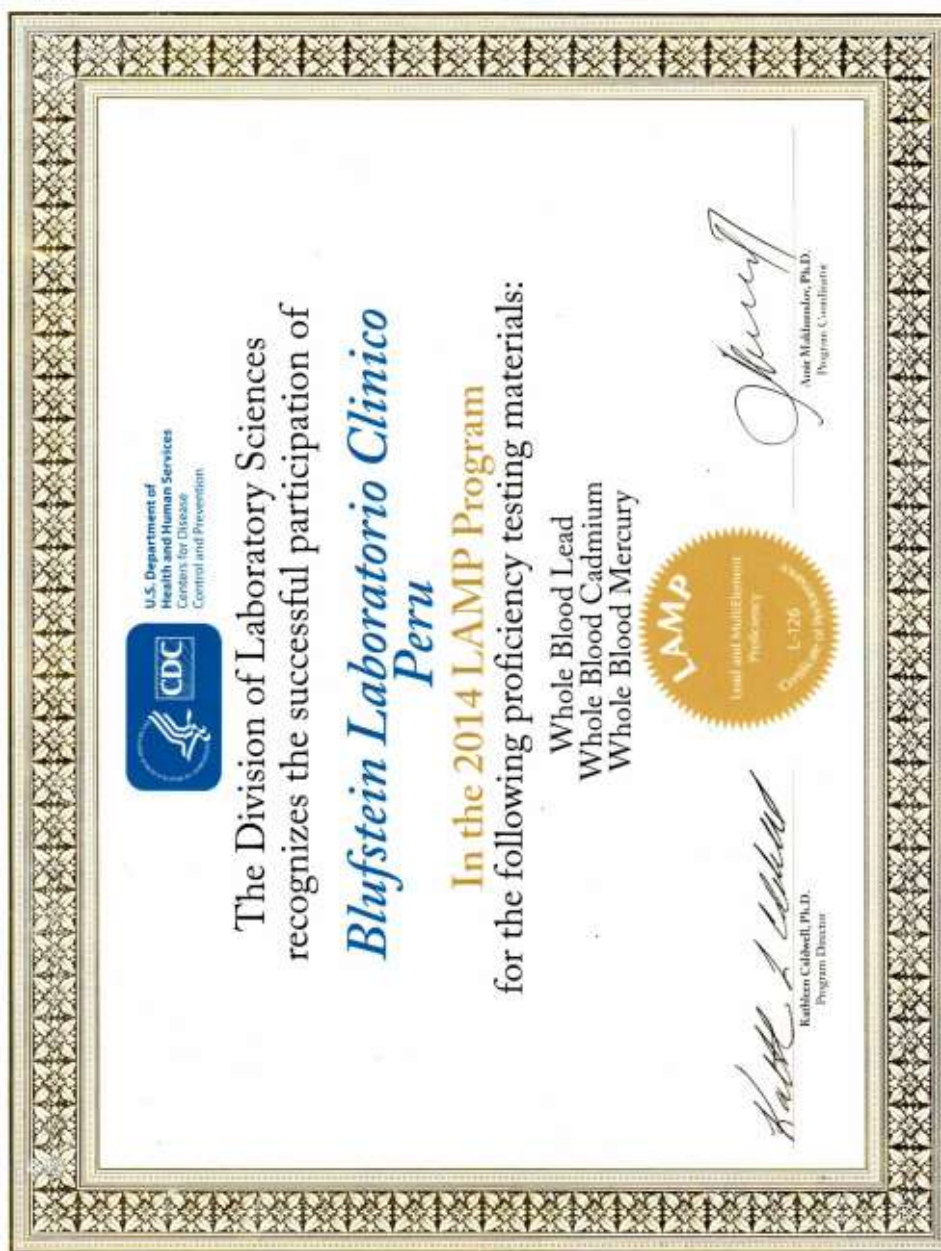 CDC
U.S. Department of
Health and Human Services
Centers for Disease
Control and Prevention
The Division of Laboratory Sciences
recognizes the successful participation of
Blufstein Laboratorio Clinico
Peru
In the 2014 LAMP Program
for the following proficiency testing materials:
Whole Blood Lead
Whole Blood Cadmium
Whole Blood Mercury
LAMP
Lead and MultiElement
Proficiency
L-126
Kathleen Caldwell, Ph.D.
Program Director
Amir Makhmudov, Ph.D.
Program Coordinator